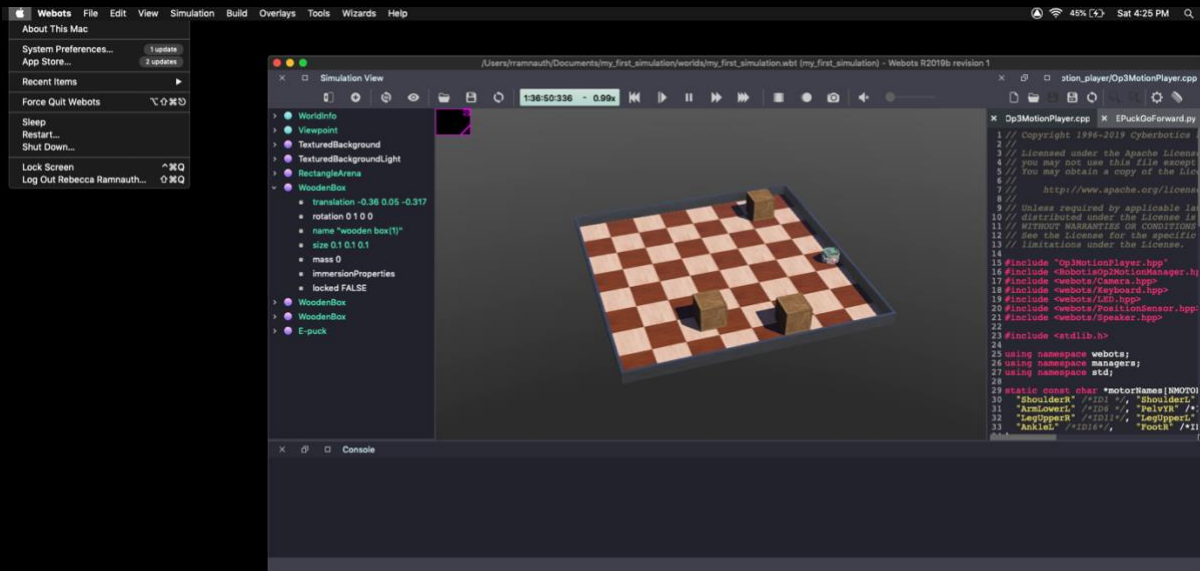 Webots File Edit View Simulation Build Overlays Tools Wizards Help
45% Sat 4:25 PM
About This Mac
System Preferences... 1 update
App Store... 2 updates
Recent Items
Force Quit Webots ⌥⇧⌘⎋
Sleep
Restart...
Shut Down...
Lock Screen ^⌘Q
Log Out Rebecca Ramnauth... ⇧⌘Q
/Users/rramnauth/Documents/my_first_simulation/worlds/my_first_simulation.wbt (my_first_simulation) - Webots R2019b revision 1
Simulation View
1:36:50:336 - 0.99x
WorldInfo
Viewpoint
TexturedBackground
TexturedBackgroundLight
RectangleArena
WoodenBox
translation -0.36 0.05 -0.317
rotation 0 1 0 0
name "wooden box(1)"
size 0.1 0.1 0.1
mass 0
immersionProperties
locked FALSE
WoodenBox
WoodenBox
E-puck
otion_player/Op3MotionPlayer.cpp
Op3MotionPlayer.cpp EPuckGoForward.py
1 // Copyright 1996-2019 Cyberbotics
2 //
3 // Licensed under the Apache Licens
4 // you may not use this file except
5 // You may obtain a copy of the Lic
6 //
7 // http://www.apache.org/license
8 //
9 // Unless required by applicable la
10 // distributed under the License is
11 // WITHOUT WARRANTIES OR CONDITIONS
12 // See the License for the specific
13 // limitations under the License.
14
15 #include "Op3MotionPlayer.hpp"
16 #include <RobotisOp2MotionManager.h
17 #include <webots/Camera.hpp>
18 #include <webots/Keyboard.hpp>
19 #include <webots/LED.hpp>
20 #include <webots/PositionSensor.hpp
21 #include <webots/Speaker.hpp>
22
23 #include <stdlib.h>
24
25 using namespace webots;
26 using namespace managers;
27 using namespace std;
28
29 static const char *motorNames[NMOTO
30 "ShoulderR" /*ID1 */, "ShoulderL"
31 "ArmLowerL" /*ID6 */, "PelvYR" /*
32 "LegUpperR" /*ID11*/, "LegUpperL"
33 "AnkleL" /*ID16*/, "FootR" /*I
Console